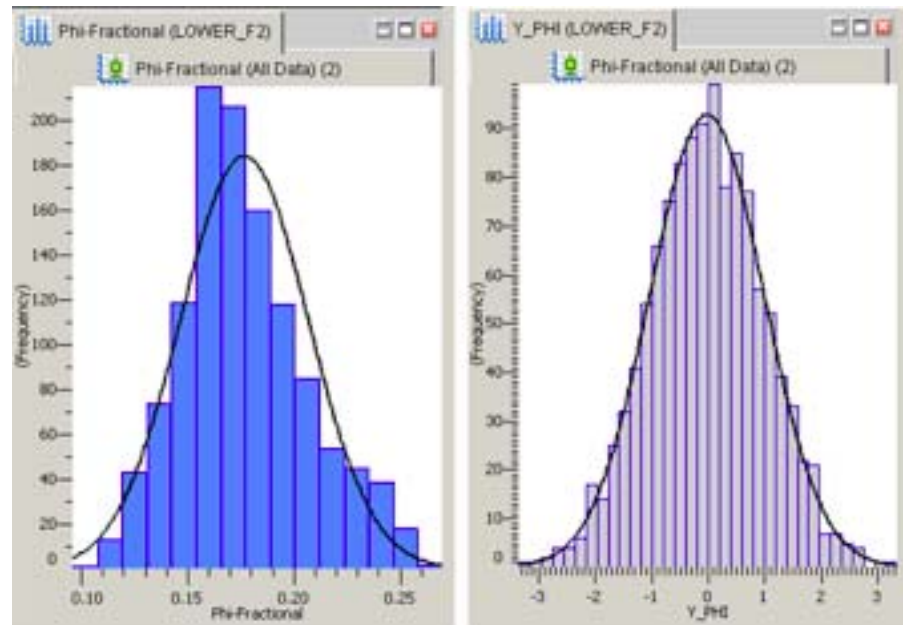 Phi-Fractional (LOWER_F2)
Phi-Fractional (All Data) (2)
(Frequency)
200
180
160
140
120
100
80
60
40
20
0
0.10 0.15 0.20 0.25
Phi-Fractional
Y_PHI (LOWER_F2)
Phi-Fractional (All Data) (2)
(Frequency)
90
80
70
60
50
40
30
20
10
0
-3 -2 -1 0 1 2 3
Y_PHI